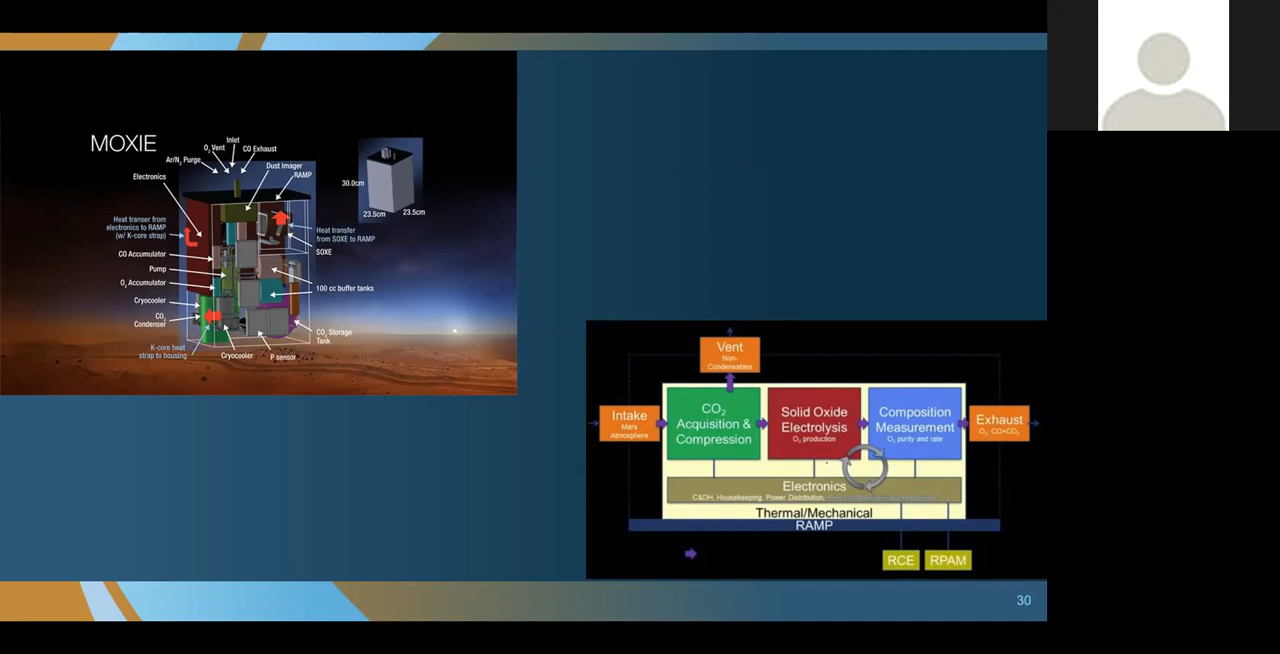 MOXIE
Inlet
O₂ Vent
CO Exhaust
Ar/N₂ Purge
Dust Imager
RAMP
Electronics
30.0cm
23.5cm
23.5cm
Heat transer from
electronics to RAMP
(w/ K-core strap)
Heat transfer
from SOXE to RAMP
SOXE
CO Accumulator
Pump
O₂ Accumulator
100 cc buffer tanks
Cryocooler
CO₂
Condenser
CO₂ Storage
Tank
K-core heat
strap to housing
Cryocooler
P sensor
Vent
Non-
Condensables
Intake
Mars
Atmosphere
CO₂
Acquisition &
Compression
Solid Oxide
Electrolysis
O₂ production
Composition
Measurement
O₂ purity and rate
Exhaust
O₂, CO+CO₂
Electronics
C&DH, Housekeeping, Power Distribution,
Thermal/Mechanical
RAMP
RCE
RPAM
30